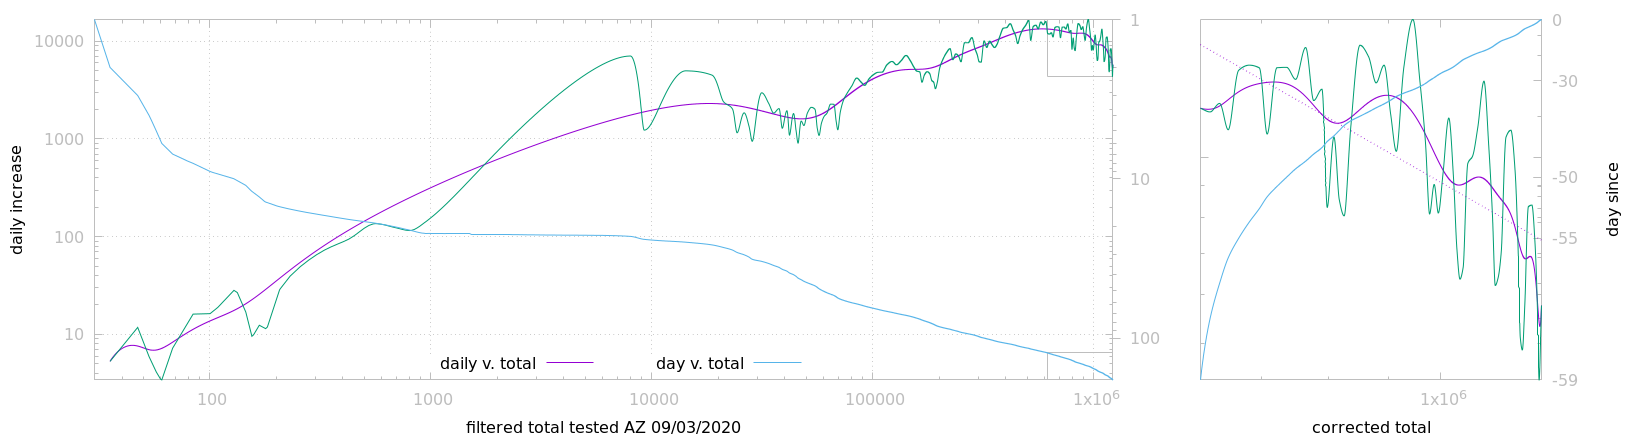 daily increase
10000
1000
100
10
1
10
100
daily v. total
day v. total
100
1000
10000
100000
1x10^6
filtered total tested AZ 09/03/2020
0
-30
-50
-55
-59
day since
1x10^6
corrected total